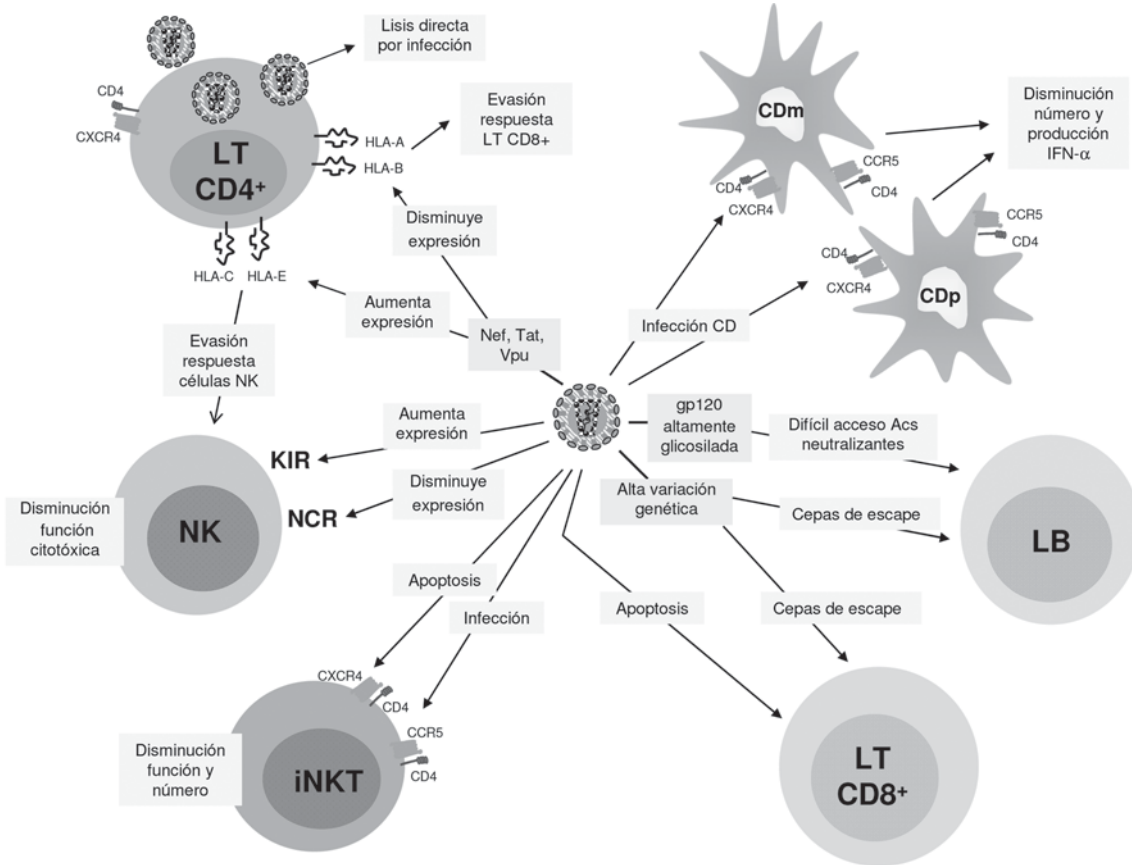 Lisis directa
por infección
CD4
CXCR4
LT
CD4+
HLA-A
HLA-B
Evasión
respuesta
LT CD8+
HLA-C
HLA-E
Disminuye
expresión
Aumenta
expresión
Nef, Tat,
Vpu
Evasión
respuesta
células NK
CDm
CD4
CXCR4
CCR5
CD4
Disminución
número y
producción
IFN-α
CD4
CXCR4
CCR5
CD4
CDp
Infección CD
gp120
altamente
glicosilada
Difícil acceso Acs
neutralizantes
Alta variación
genética
Cepas de escape
LB
Aumenta
expresión
KIR
Disminuye
expresión
NCR
Disminución
función
citotóxica
NK
Apoptosis
Infección
Apoptosis
Cepas de escape
CXCR4
CD4
CCR5
CD4
Disminución
función y
número
iNKT
LT
CD8+